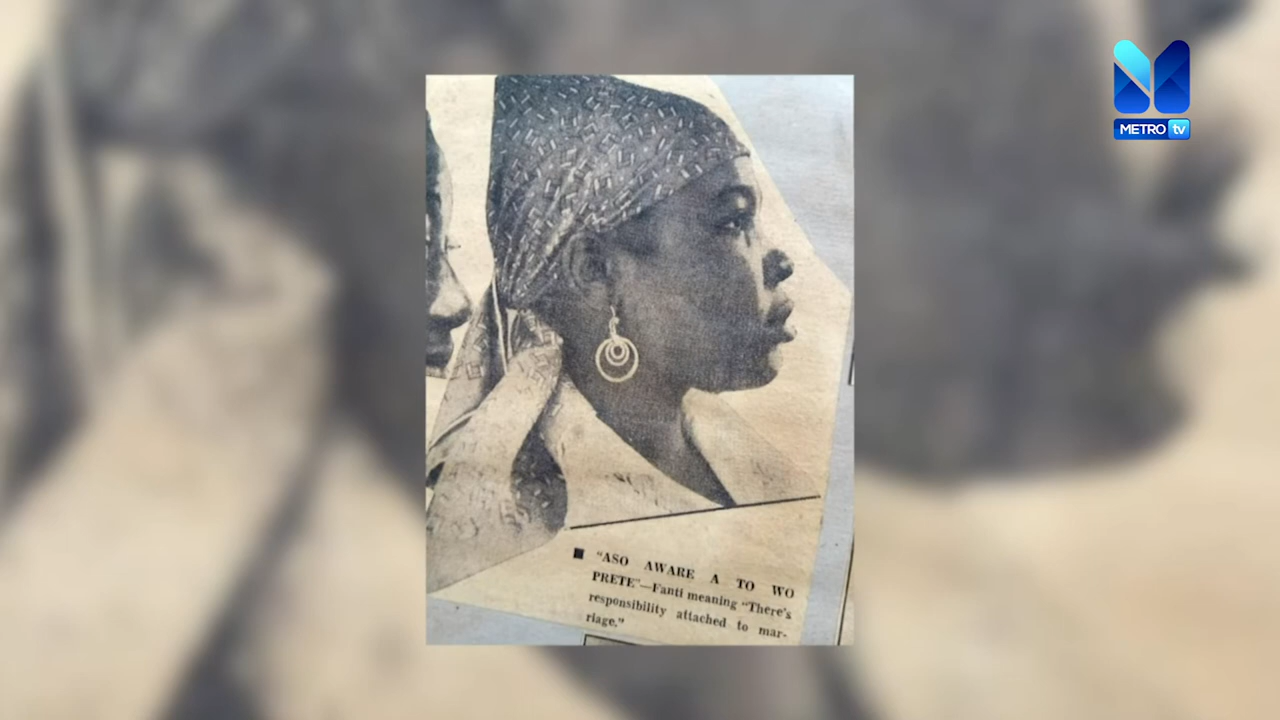 METRO tv
■ "ASO AWARE A TO WO
PRETE"—Fanti meaning "There's
responsibility attached to mar-
riage."